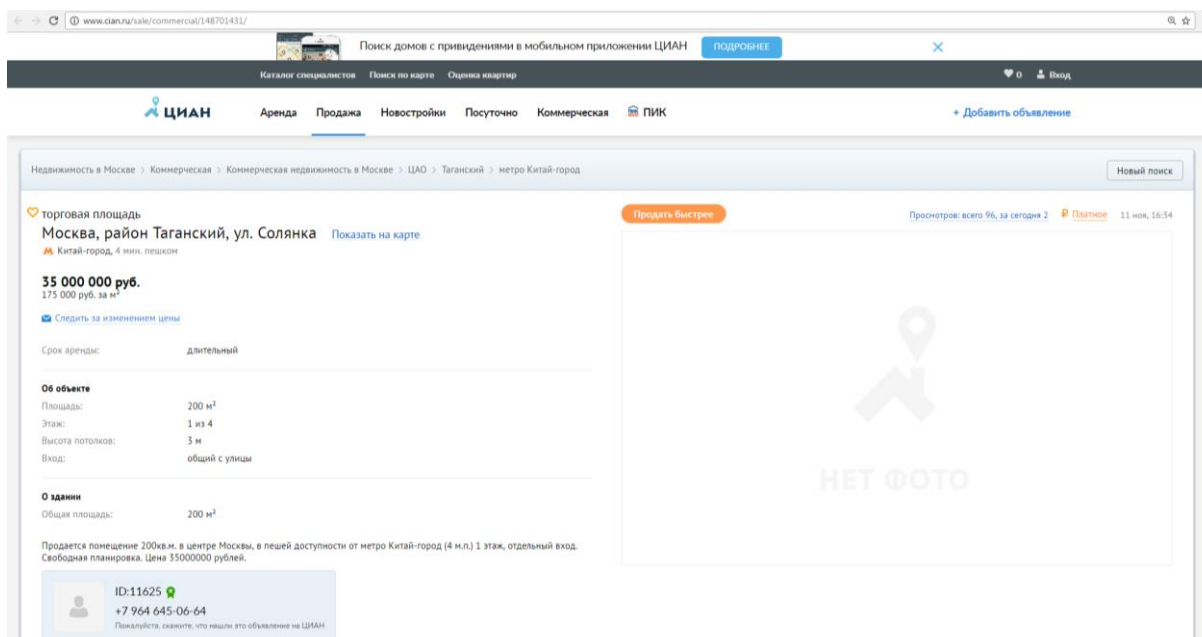 www.cian.ru/sale/commercial/148701431/
Поиск домов с привидениями в мобильном приложении ЦИАН ПОДРОБНЕЕ
Каталог специалистов Поиск по карте Оценка квартир 0 Вход
ЦИАН Аренда Продажа Новостройки Посуточно Коммерческая ПИК + Добавить объявление
Недвижимость в Москве > Коммерческая > Коммерческая недвижимость в Москве > ЦАО > Таганский > метро Китай-город Новый поиск
торговая площадь Продать быстрее Просмотров: всего 96, за сегодня 2 Платное 11 ноя, 16:34
Москва, район Таганский, ул. Солянка Показать на карте
Китай-город, 4 мин. пешком
35 000 000 руб.
175 000 руб. за м²
Следить за изменением цены
Срок аренды: длительный
Об объекте
Площадь: 200 м²
Этаж: 1 из 4
Высота потолков: 3 м
Вход: общий с улицы
НЕТ ФОТО
О здании
Общая площадь: 200 м²
Продается помещение 200кв.м. в центре Москвы, в пешей доступности от метро Китай-город (4 м.п.) 1 этаж, отдельный вход.
Свободная планировка. Цена 35000000 рублей.
ID:11625
+7 964 645-06-64
Пожалуйста, скажите, что нашли это объявление на ЦИАН